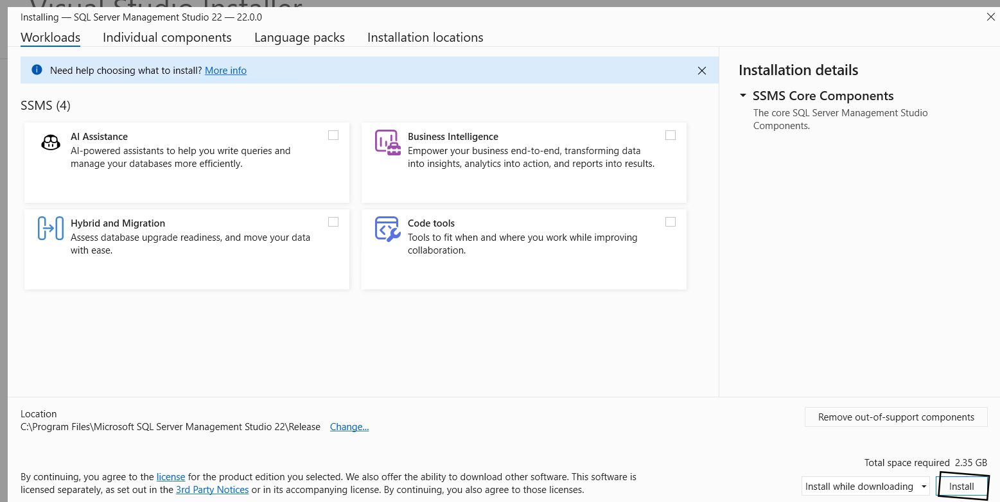 Visual Studio Installer
Installing — SQL Server Management Studio 22 — 22.0.0
Workloads Individual components Language packs Installation locations
Need help choosing what to install? More info
SSMS (4)
AI Assistance
AI-powered assistants to help you write queries and
manage your databases more efficiently.
Business Intelligence
Empower your business end-to-end, transforming data
into insights, analytics into action, and reports into results.
Hybrid and Migration
Assess database upgrade readiness, and move your data
with ease.
Code tools
Tools to fit when and where you work while improving
collaboration.
Installation details
SSMS Core Components
The core SQL Server Management Studio
Components.
Location
C:\Program Files\Microsoft SQL Server Management Studio 22\Release Change...
Remove out-of-support components
Total space required 2.35 GB
By continuing, you agree to the license for the product edition you selected. We also offer the ability to download other software. This software is
licensed separately, as set out in the 3rd Party Notices or in its accompanying license. By continuing, you also agree to those licenses.
Install while downloading
Install